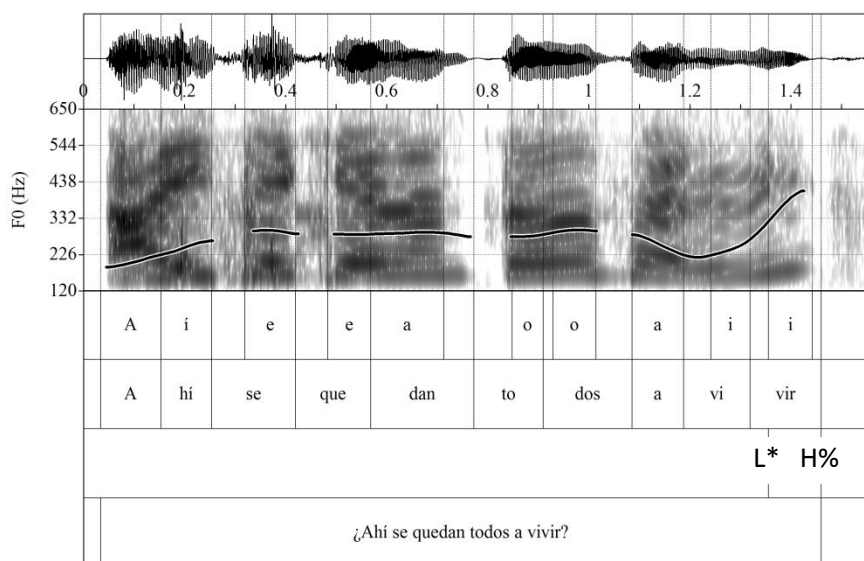 0 0.2 0.4 0.6 0.8 1 1.2 1.4
650
544
438
332
226
120
F0 (Hz)
A í e e a o o a i i
A hí se que dan to dos a vi vir
L* H%
¿Ahí se quedan todos a vivir?